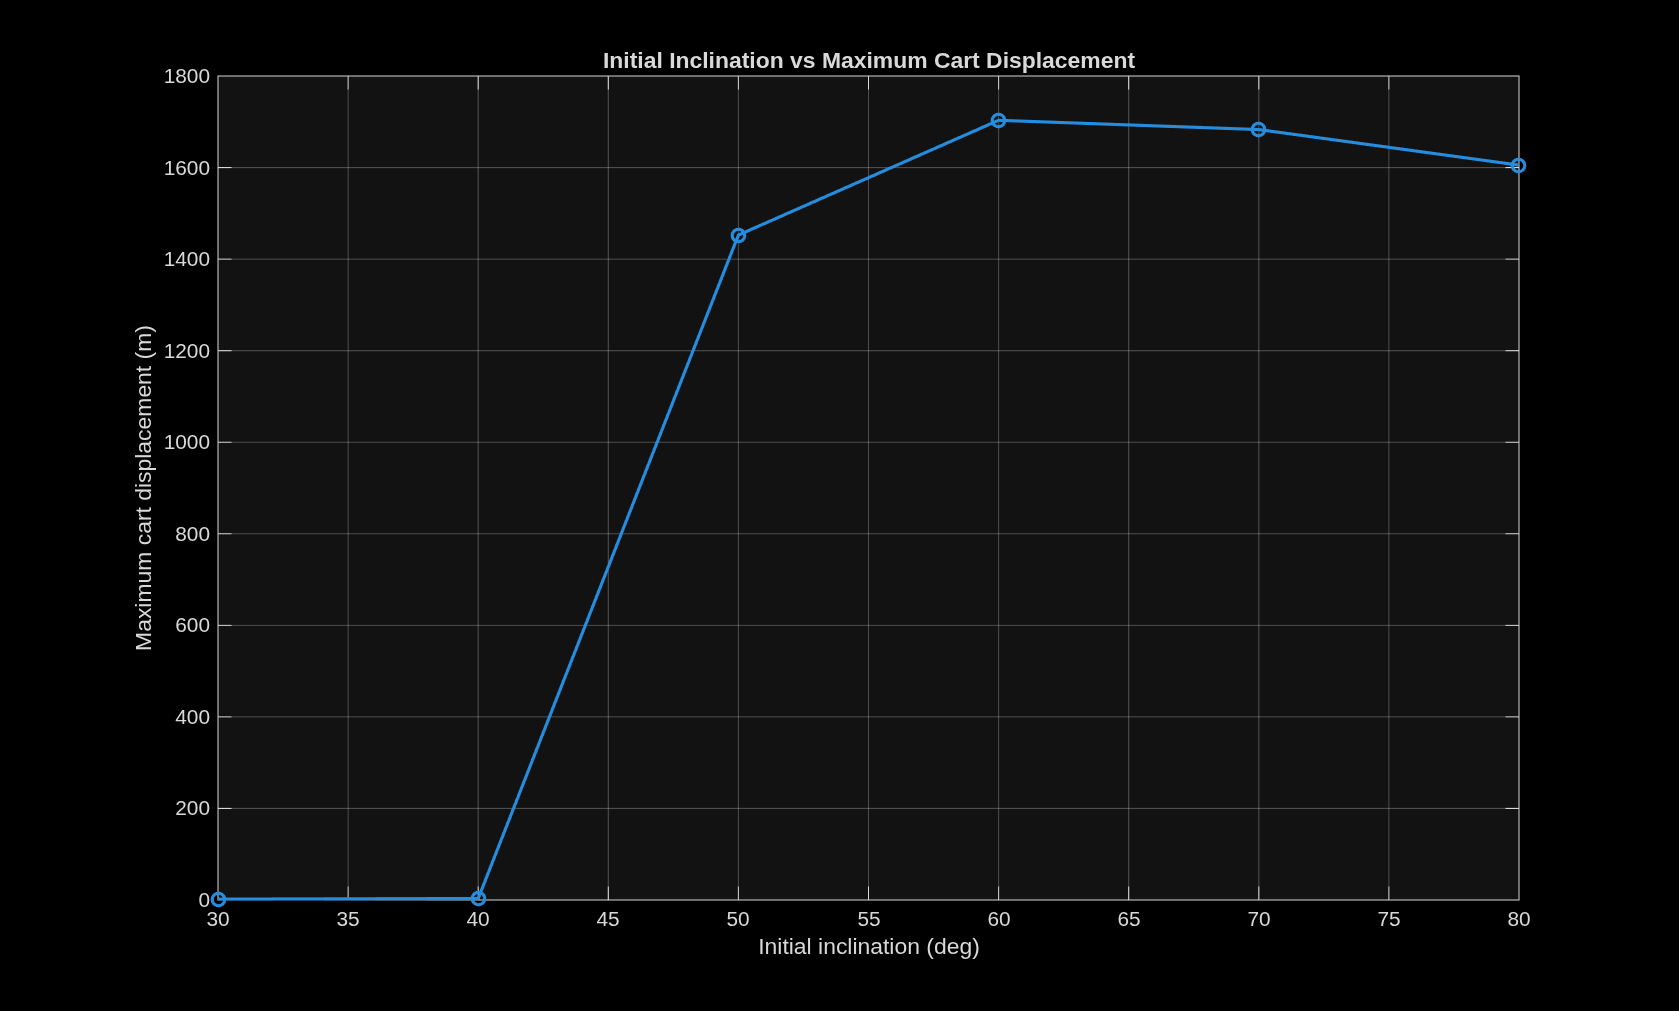 Initial Inclination vs Maximum Cart Displacement
1800
1600
1400
1200
1000
800
600
400
200
0
Maximum cart displacement (m)
30 35 40 45 50 55 60 65 70 75 80
Initial inclination (deg)